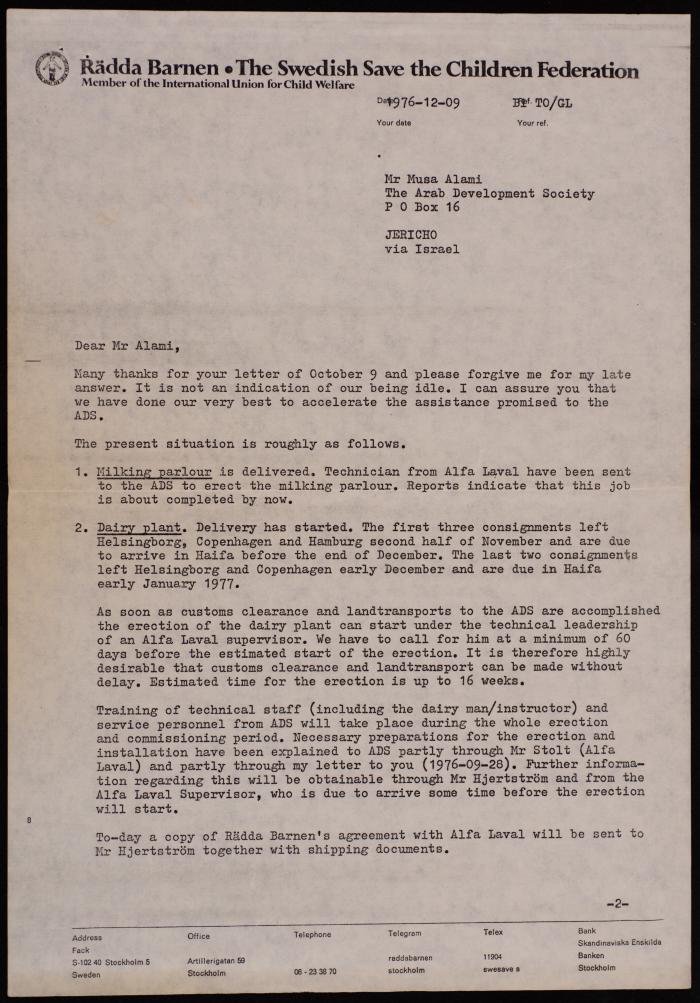 Rädda Barnen • The Swedish Save the Children Federation
Member of the International Union for Child Welfare
1976-12-09 TO/GL
Your date Your ref.
Mr Musa Alami
The Arab Development Society
P O Box 16
JERICHO
via Israel
Dear Mr Alami,
Many thanks for your letter of October 9 and please forgive me for my late
answer. It is not an indication of our being idle. I can assure you that
we have done our very best to accelerate the assistance promised to the
ADS.
The present situation is roughly as follows.
1. Milking parlour is delivered. Technician from Alfa Laval have been sent
to the ADS to erect the milking parlour. Reports indicate that this job
is about completed by now.
2. Dairy plant. Delivery has started. The first three consignments left
Helsingborg, Copenhagen and Hamburg second half of November and are due
to arrive in Haifa before the end of December. The last two consignments
left Helsingborg and Copenhagen early December and are due in Haifa
early January 1977.
As soon as customs clearance and landtransports to the ADS are accomplished
the erection of the dairy plant can start under the technical leadership
of an Alfa Laval supervisor. We have to call for him at a minimum of 60
days before the estimated start of the erection. It is therefore highly
desirable that customs clearance and landtransport can be made without
delay. Estimated time for the erection is up to 16 weeks.
Training of technical staff (including the dairy man/instructor) and
service personnel from ADS will take place during the whole erection
and commissioning period. Necessary preparations for the erection and
installation have been explained to ADS partly through Mr Stolt (Alfa
Laval) and partly through my letter to you (1976-09-28). Further informa-
tion regarding this will be obtainable through Mr Hjertström and from the
Alfa Laval Supervisor, who is due to arrive some time before the erection
will start.
8
To-day a copy of Rädda Barnen's agreement with Alfa Laval will be sent to
Mr Hjertström together with shipping documents.
-2-
Address Office Telephone Telegram Telex Bank
Fack Skandinaviska Enskilda
S-102 40 Stockholm 5 Artillerigatan 59 raddabarnen 11904 Banken
Sweden Stockholm 08 - 23 38 70 stockholm swesave s Stockholm